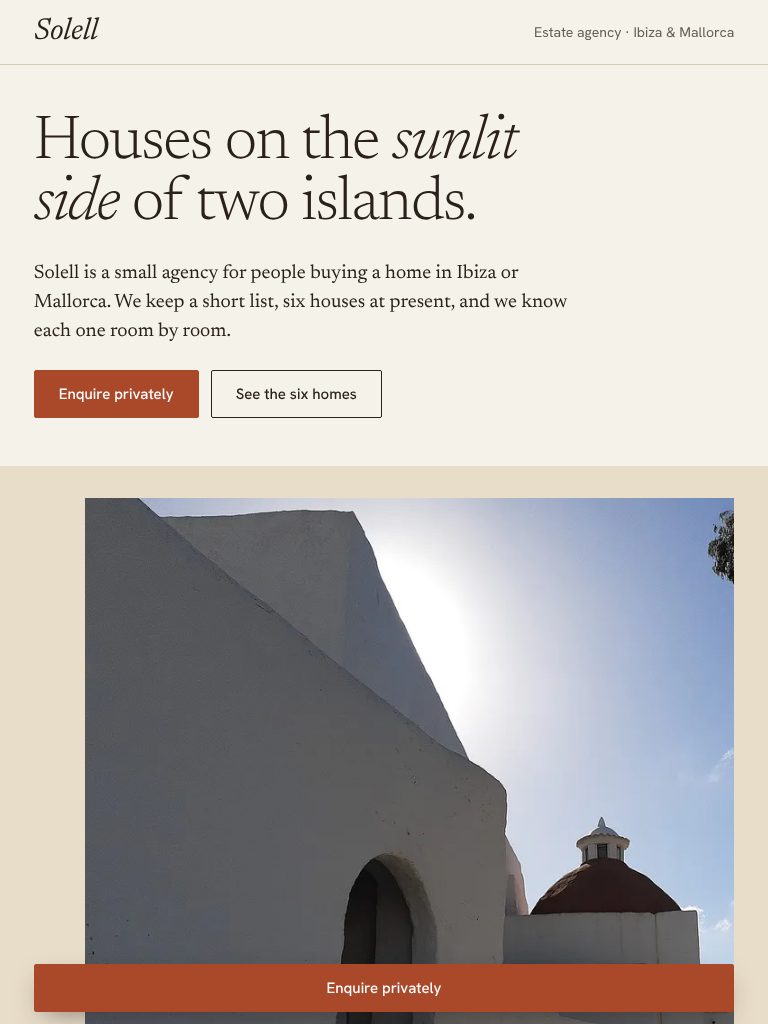 Solell
Estate agency · Ibiza & Mallorca
Houses on the sunlit
side of two islands.
Solell is a small agency for people buying a home in Ibiza or
Mallorca. We keep a short list, six houses at present, and we know
each one room by room.
Enquire privately
See the six homes
Enquire privately